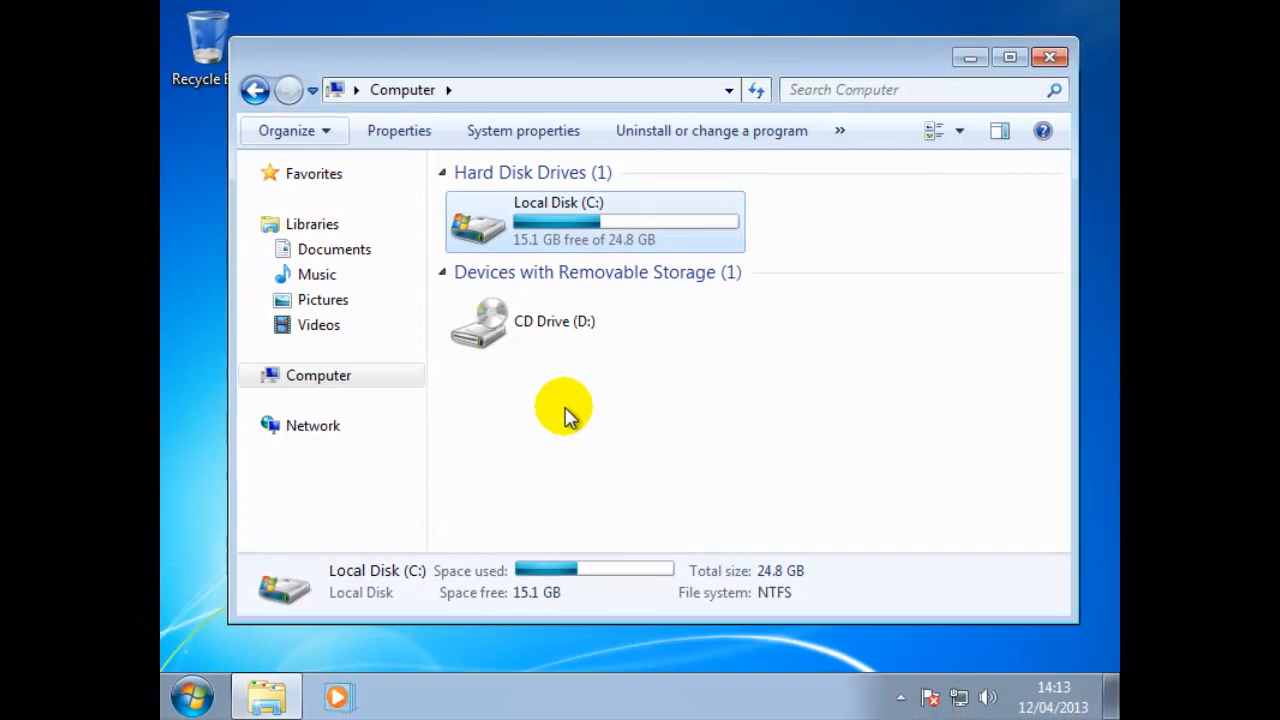 Recycle B
Computer
Search Computer
Organize Properties System properties Uninstall or change a program »
Favorites
Libraries
Documents
Music
Pictures
Videos
Computer
Network
Hard Disk Drives (1)
Local Disk (C:)
15.1 GB free of 24.8 GB
Devices with Removable Storage (1)
CD Drive (D:)
Local Disk (C:) Space used: Total size: 24.8 GB
Local Disk Space free: 15.1 GB File system: NTFS
14:13
12/04/2013